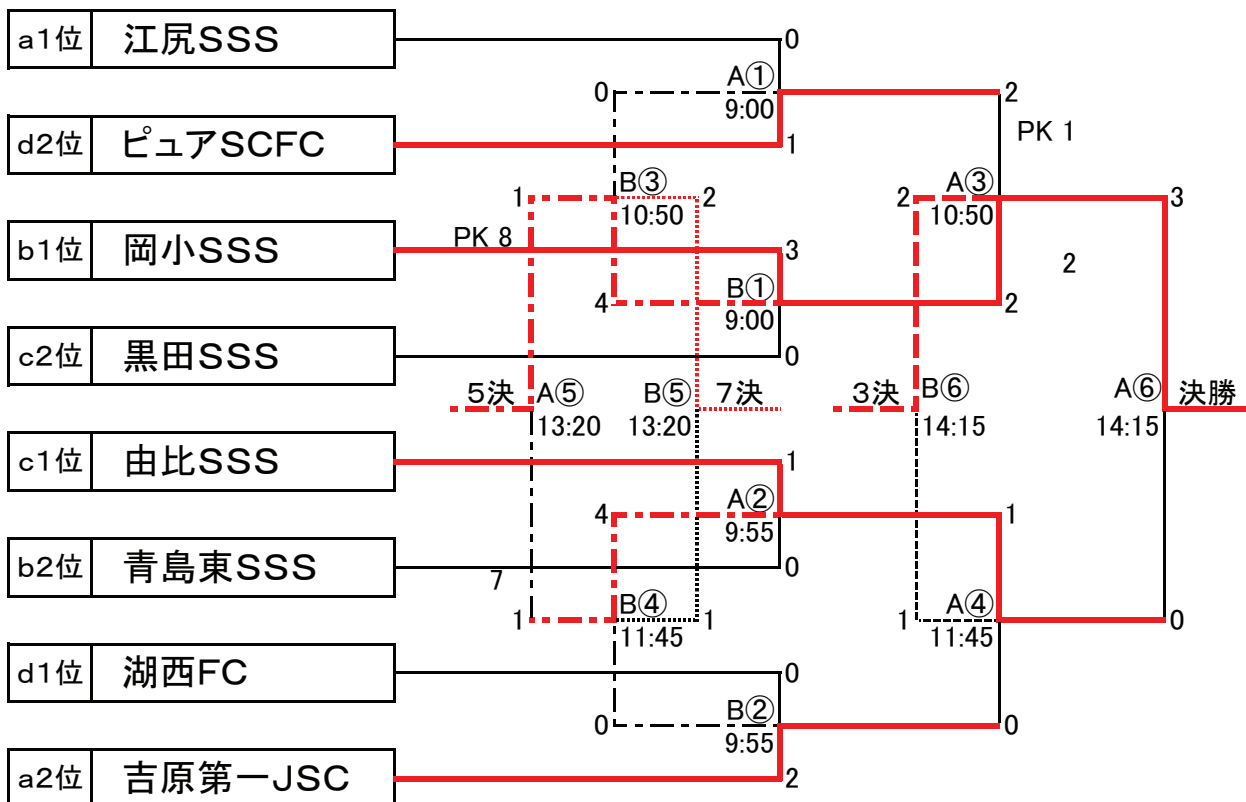 a1位 江尻SSS 0
0 A① 2
9:00
PK 1
d2位 ピュアSCFC 1
1 B③ 2 2 A③ 3
10:50 10:50
b1位 岡小SSS PK 8 3
2
4 B① 2
9:00
c2位 黒田SSS 0
5決 A⑤ B⑤ 7決 3決 B⑥ A⑥ 決勝
13:20 13:20 14:15 14:15
c1位 由比SSS 1
4 A② 1
9:55
b2位 青島東SSS 7 0
1 B④ 1 1 A④ 0
11:45 11:45
d1位 湖西FC 0
0 B② 0
9:55
a2位 吉原第一JSC 2